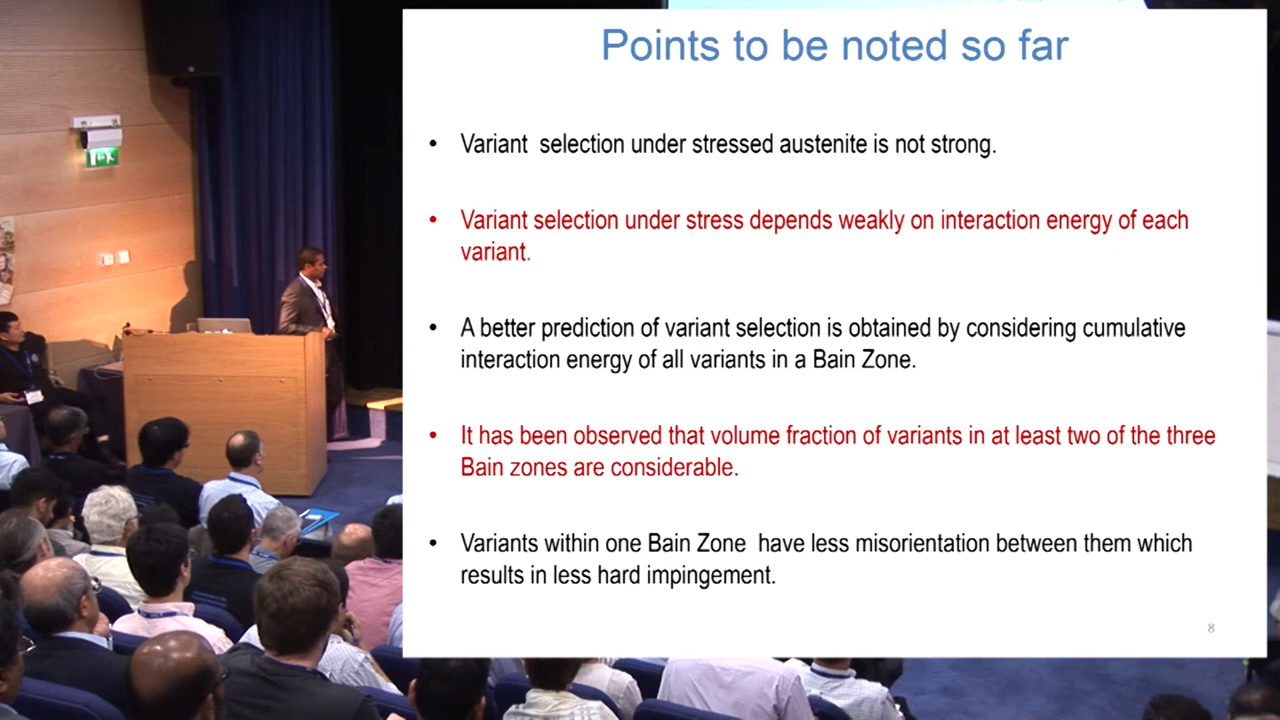 Points to be noted so far
• Variant selection under stressed austenite is not strong.
• Variant selection under stress depends weakly on interaction energy of each
variant.
• A better prediction of variant selection is obtained by considering cumulative
interaction energy of all variants in a Bain Zone.
• It has been observed that volume fraction of variants in at least two of the three
Bain zones are considerable.
• Variants within one Bain Zone have less misorientation between them which
results in less hard impingement.
8